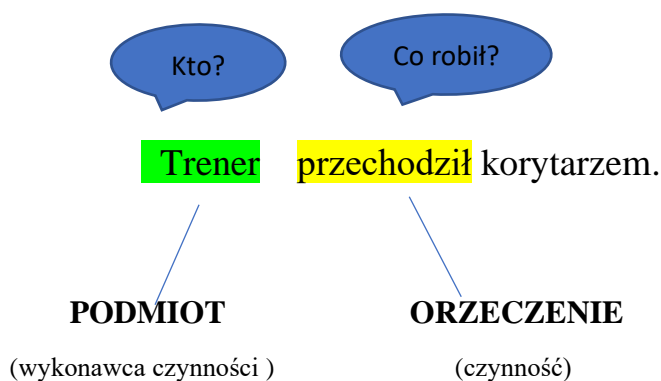 Kto? Co robił?
Trener przechodził korytarzem.
PODMIOT ORZECZENIE
(wykonawca czynności ) (czynność)